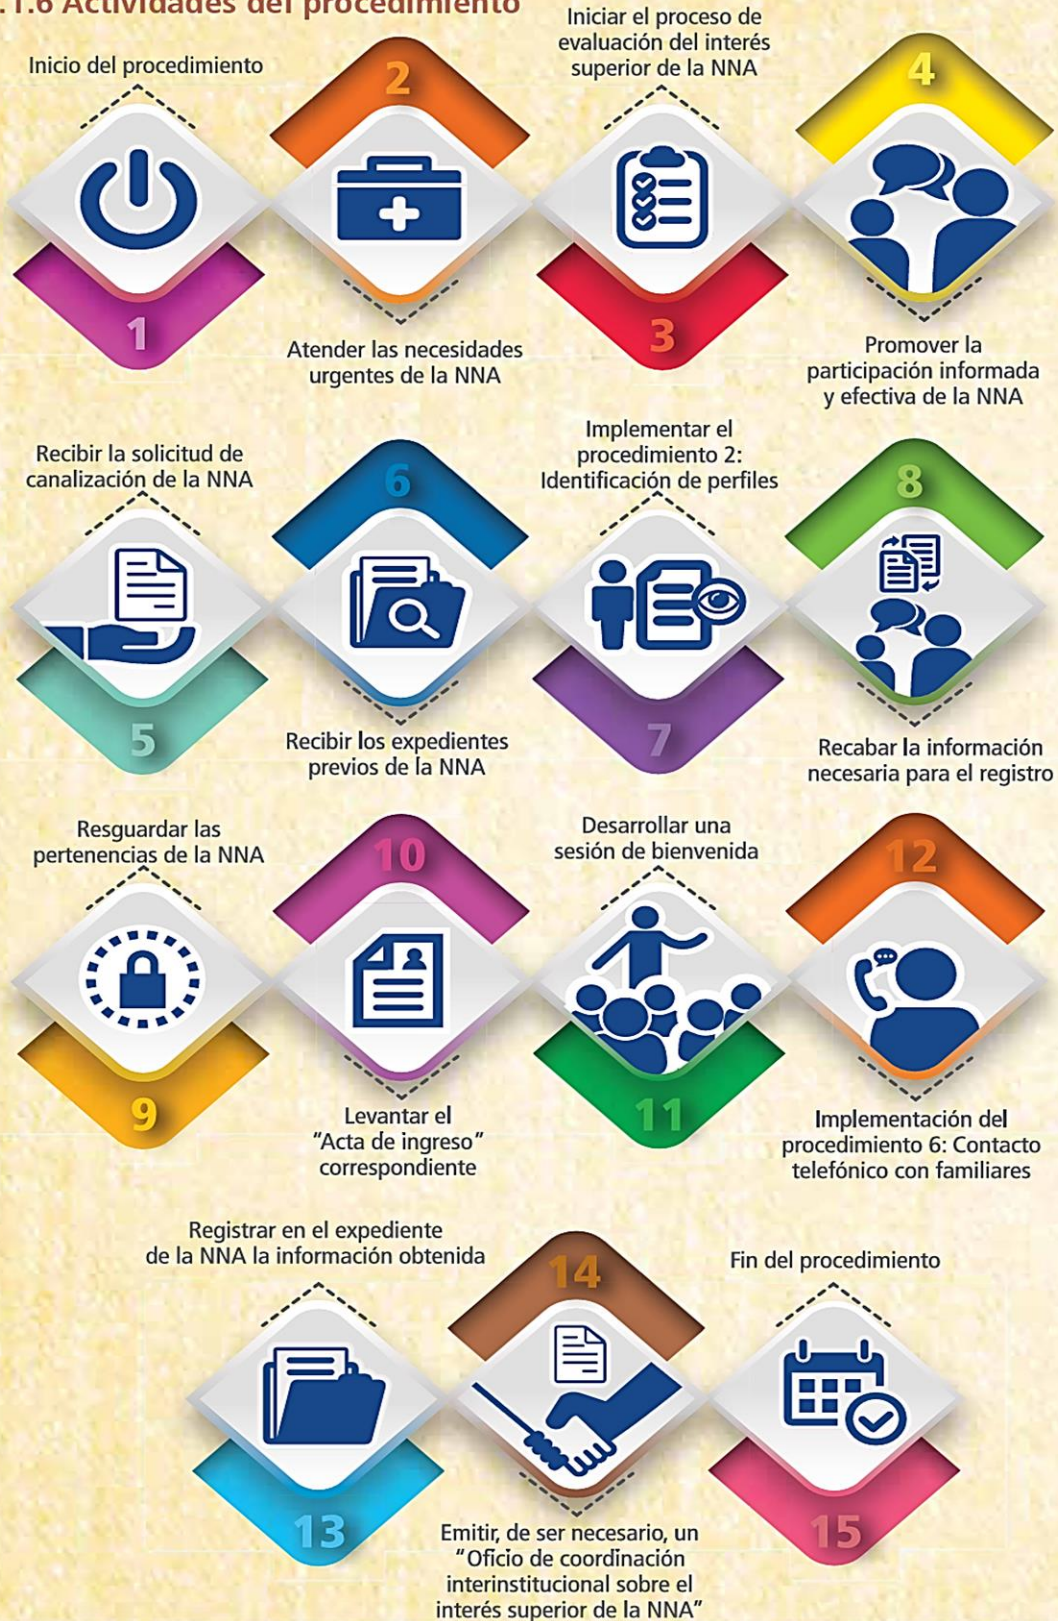 .1.6 Actividades del procedimiento
Inicio del procedimiento
1
2
Atender las necesidades
urgentes de la NNA
Iniciar el proceso de
evaluación del interés
superior de la NNA
3
4
Promover la
participación informada
y efectiva de la NNA
Recibir la solicitud de
canalización de la NNA
5
6
Recibir los expedientes
previos de la NNA
Implementar el
procedimiento 2:
Identificación de perfiles
7
8
Recabar la información
necesaria para el registro
Resguardar las
pertenencias de la NNA
9
10
Levantar el
"Acta de ingreso"
correspondiente
Desarrollar una
sesión de bienvenida
11
12
Implementación del
procedimiento 6: Contacto
telefónico con familiares
Registrar en el expediente
de la NNA la información obtenida
13
14
Emitir, de ser necesario, un
"Oficio de coordinación
interinstitucional sobre el
interés superior de la NNA"
Fin del procedimiento
15